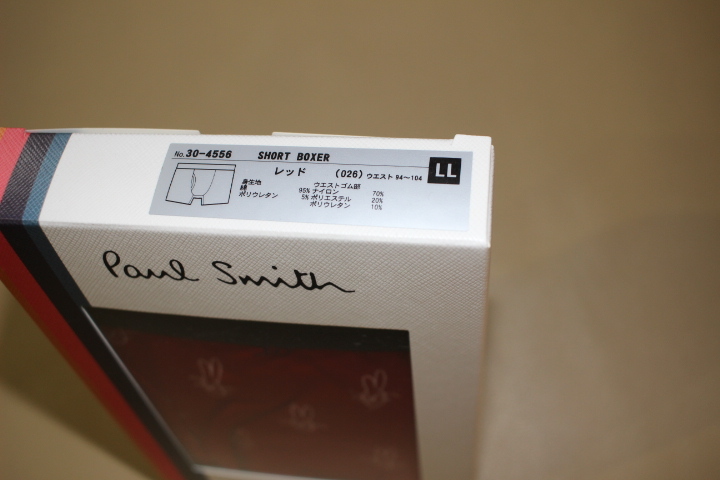 No. 30-4556 SHORT BOXER
レッド (026) ウエスト 94〜104 LL
身生地 ウエストゴム部
綿 95% ナイロン 70%
ポリウレタン 5% ポリエステル 20%
ポリウレタン 10%
Paul Smith